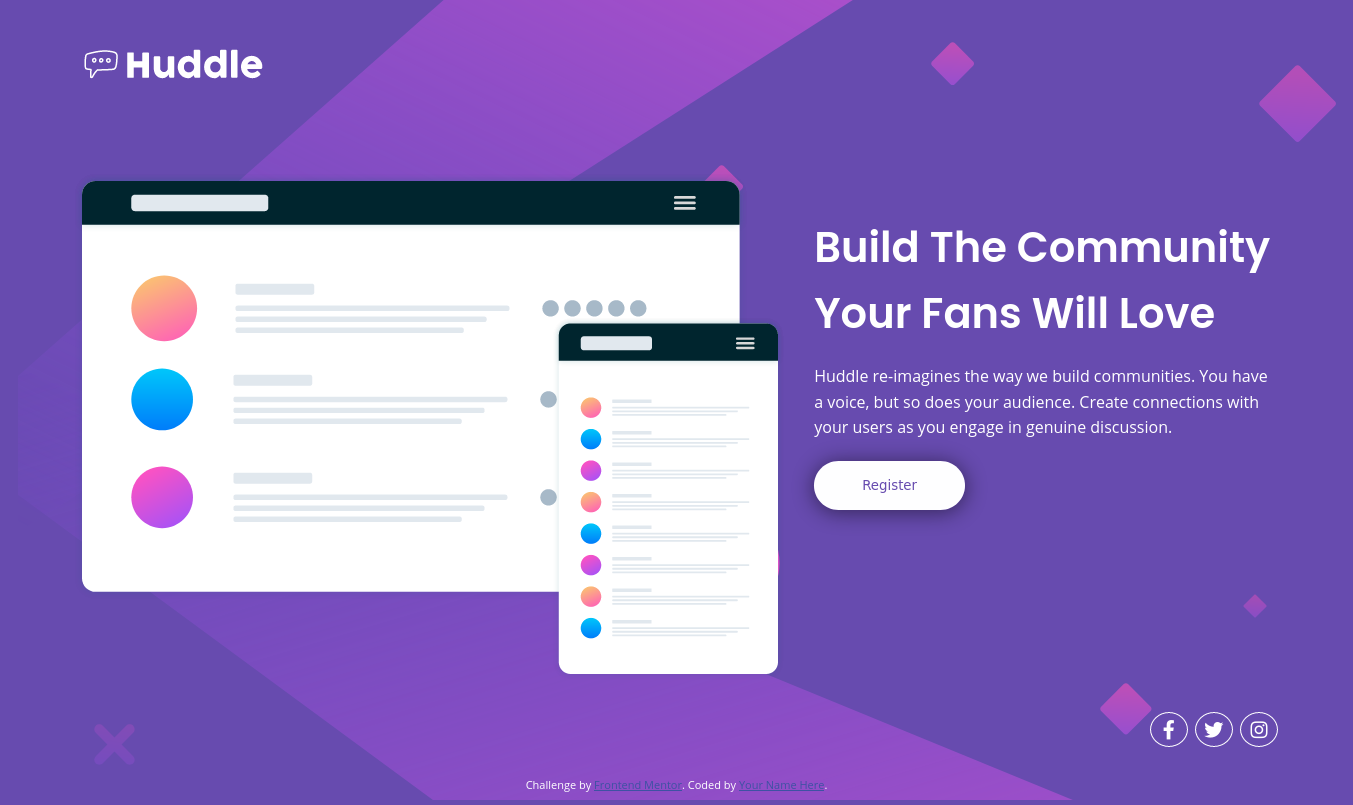 Huddle
Build The Community
Your Fans Will Love
Huddle re-imagines the way we build communities. You have
a voice, but so does your audience. Create connections with
your users as you engage in genuine discussion.
Register
Challenge by Frontend Mentor. Coded by Your Name Here.